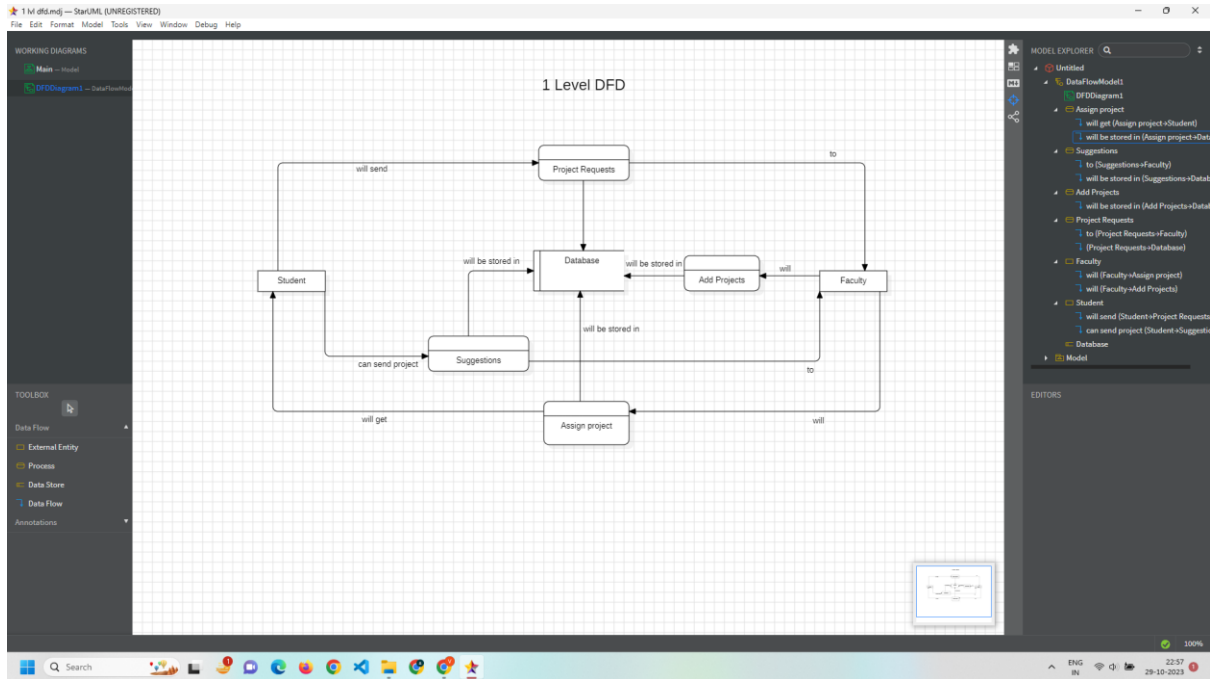 1 lvl dfd.mdj — StarUML (UNREGISTERED)
File Edit Format Model Tools View Window Debug Help
WORKING DIAGRAMS
Main — Model
DFDDiagram1 — DataFlowMod
TOOLBOX
Data Flow
External Entity
Process
Data Store
Data Flow
Annotations
1 Level DFD
will send
Project Requests
to
Student
will be stored in
Database
will be stored in
Add Projects
will
Faculty
will be stored in
can send project
Suggestions
to
will get
Assign project
will
MODEL EXPLORER
Untitled
DataFlowModel1
DFDDiagram1
Assign project
will get (Assign project→Student)
will be stored in (Assign project→Data
Suggestions
to (Suggestions→Faculty)
will be stored in (Suggestions→Datab
Add Projects
will be stored in (Add Projects→Datab
Project Requests
to (Project Requests→Faculty)
(Project Requests→Database)
Faculty
will (Faculty→Assign project)
will (Faculty→Add Projects)
Student
will send (Student→Project Requests
can send project (Student→Suggestio
Database
Model
EDITORS
100%
Search
ENG
IN
22:57
29-10-2023